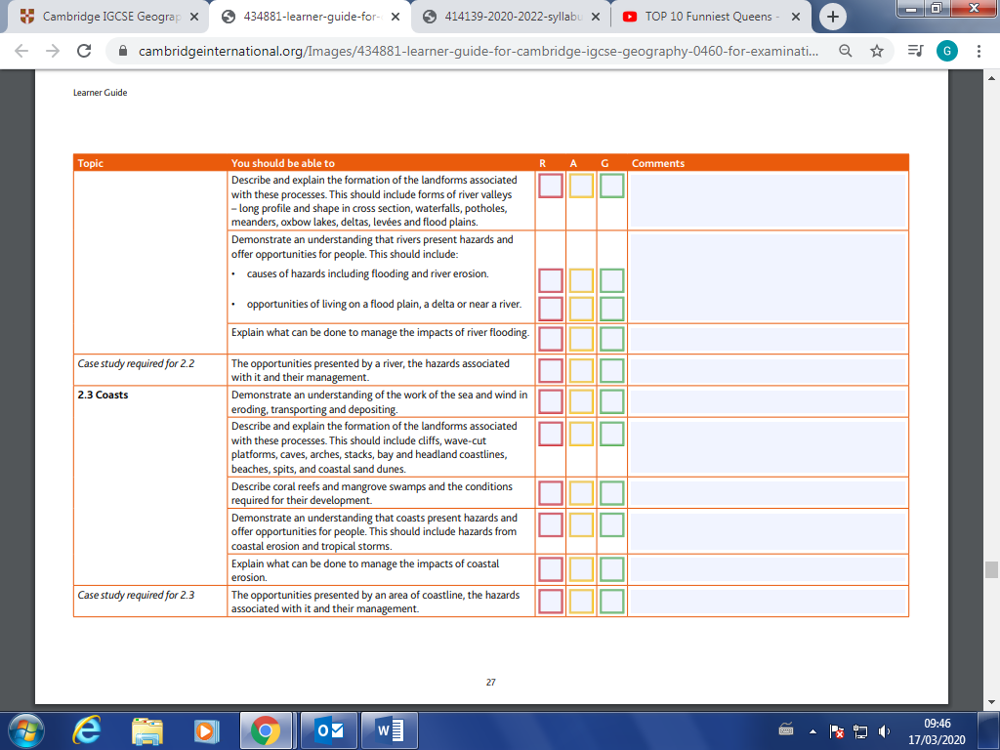 Cambridge IGCSE Geograp
434881-learner-guide-for-
414139-2020-2022-syllabu
TOP 10 Funniest Queens -
cambridgeinternational.org/Images/434881-learner-guide-for-cambridge-igcse-geography-0460-for-examinati...
G
Learner Guide
Topic You should be able to R A G Comments
Describe and explain the formation of the landforms associated
with these processes. This should include forms of river valleys
– long profile and shape in cross section, waterfalls, potholes,
meanders, oxbow lakes, deltas, levées and flood plains.
Demonstrate an understanding that rivers present hazards and
offer opportunities for people. This should include:
• causes of hazards including flooding and river erosion.
• opportunities of living on a flood plain, a delta or near a river.
Explain what can be done to manage the impacts of river flooding.
Case study required for 2.2 The opportunities presented by a river, the hazards associated
with it and their management.
2.3 Coasts Demonstrate an understanding of the work of the sea and wind in
eroding, transporting and depositing.
Describe and explain the formation of the landforms associated
with these processes. This should include cliffs, wave-cut
platforms, caves, arches, stacks, bay and headland coastlines,
beaches, spits, and coastal sand dunes.
Describe coral reefs and mangrove swamps and the conditions
required for their development.
Demonstrate an understanding that coasts present hazards and
offer opportunities for people. This should include hazards from
coastal erosion and tropical storms.
Explain what can be done to manage the impacts of coastal
erosion.
Case study required for 2.3 The opportunities presented by an area of coastline, the hazards
associated with it and their management.
27
09:46
17/03/2020